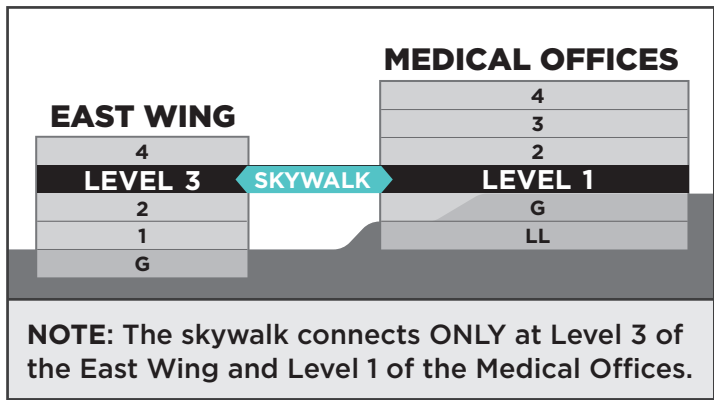 MEDICAL OFFICES
4
3
2
LEVEL 1
G
LL
EAST WING
4
LEVEL 3
2
1
G
SKYWALK
NOTE: The skywalk connects ONLY at Level 3 of
the East Wing and Level 1 of the Medical Offices.